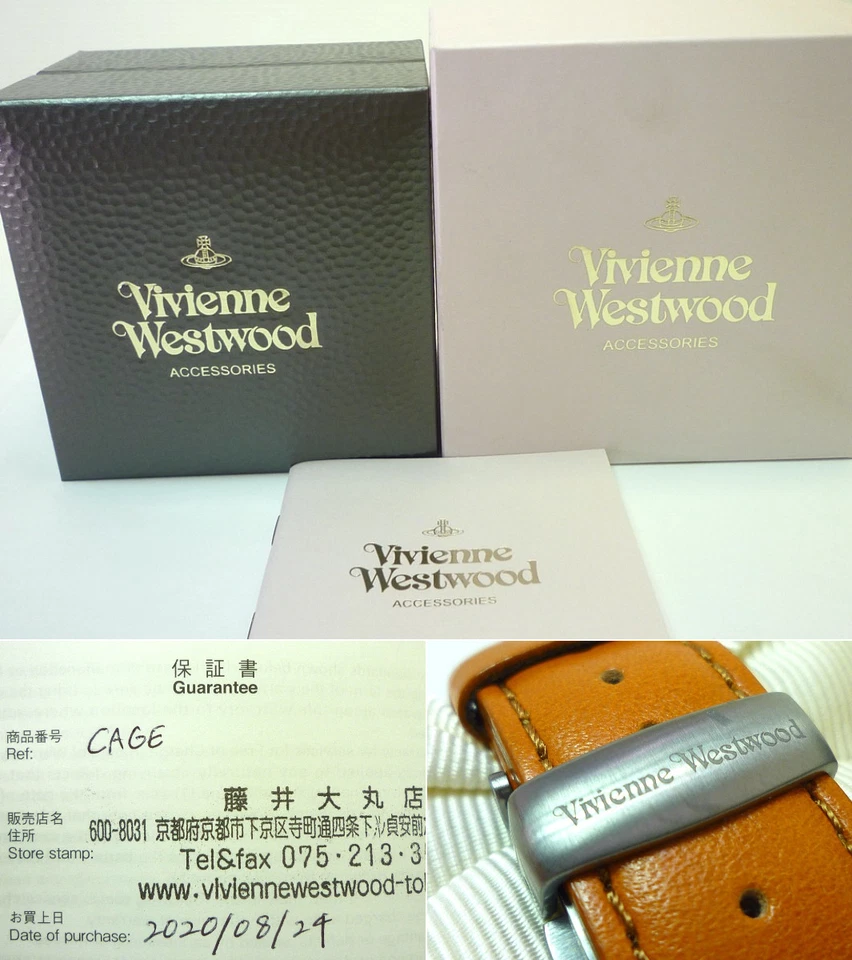 Vivienne
Westwood
ACCESSORIES
Vivienne
Westwood
ACCESSORIES
Vivienne
Westwood
ACCESSORIES
保証書
Guarantee
商品番号
Ref:
CAGE
藤井大丸店
販売店名
住所
Store stamp:
600-8031 京都府京都市下京区寺町通四条下ル貞安前
Tel&fax 075・213・3
www.viviennewestwood-to
お買上日
Date of purchase: 2020/08/24
Vivienne Westwood